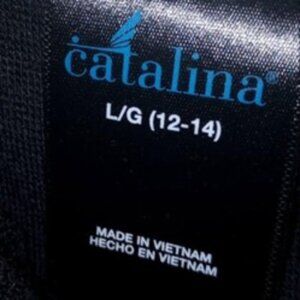 catalina®
L/G (12-14)
MADE IN VIETNAM
HECHO EN VIETNAM